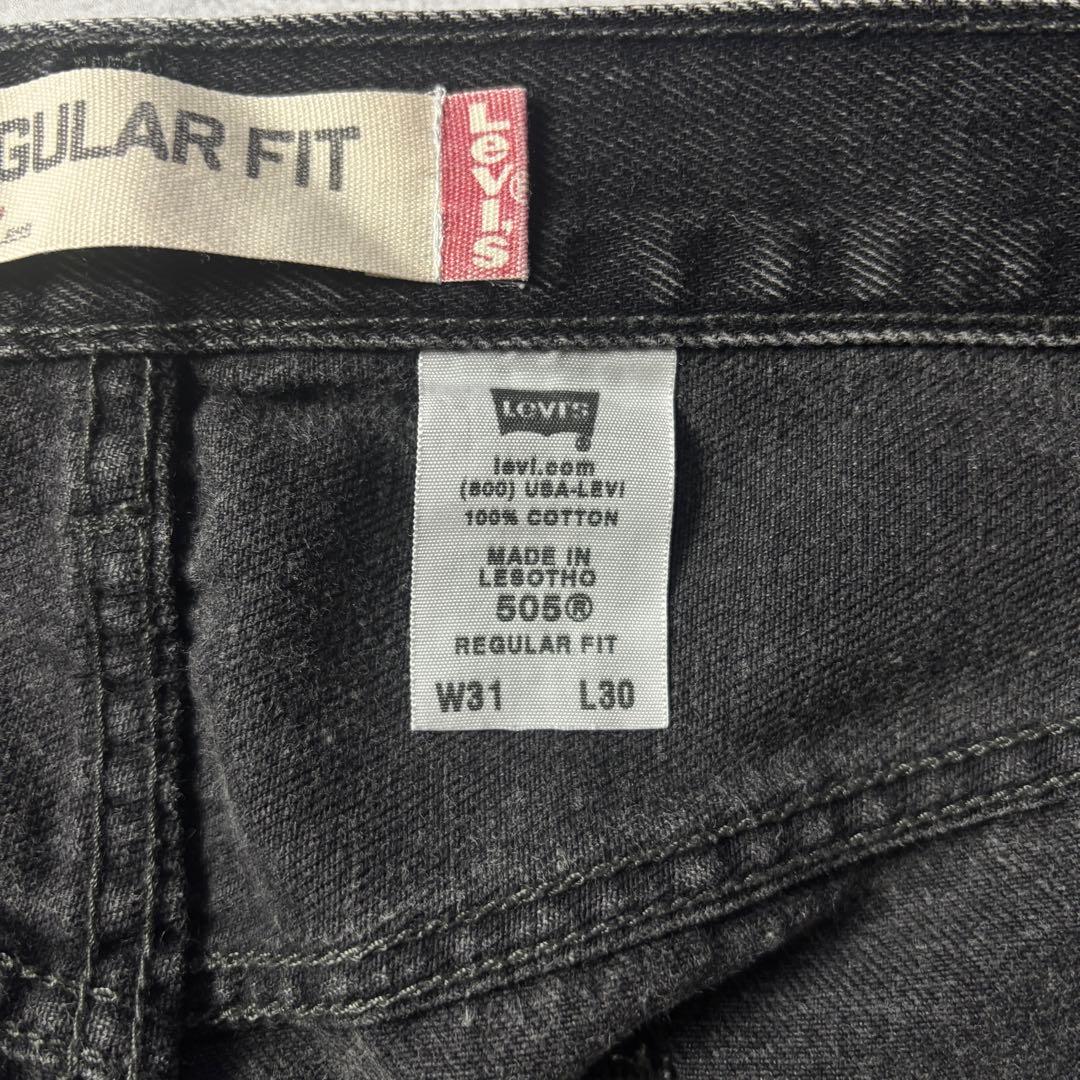 GULAR FIT
LEVI'S®
LEVI'S
levi.com
(800) USA-LEVI
100% COTTON
MADE IN
LESOTHO
505®
REGULAR FIT
W31 L30